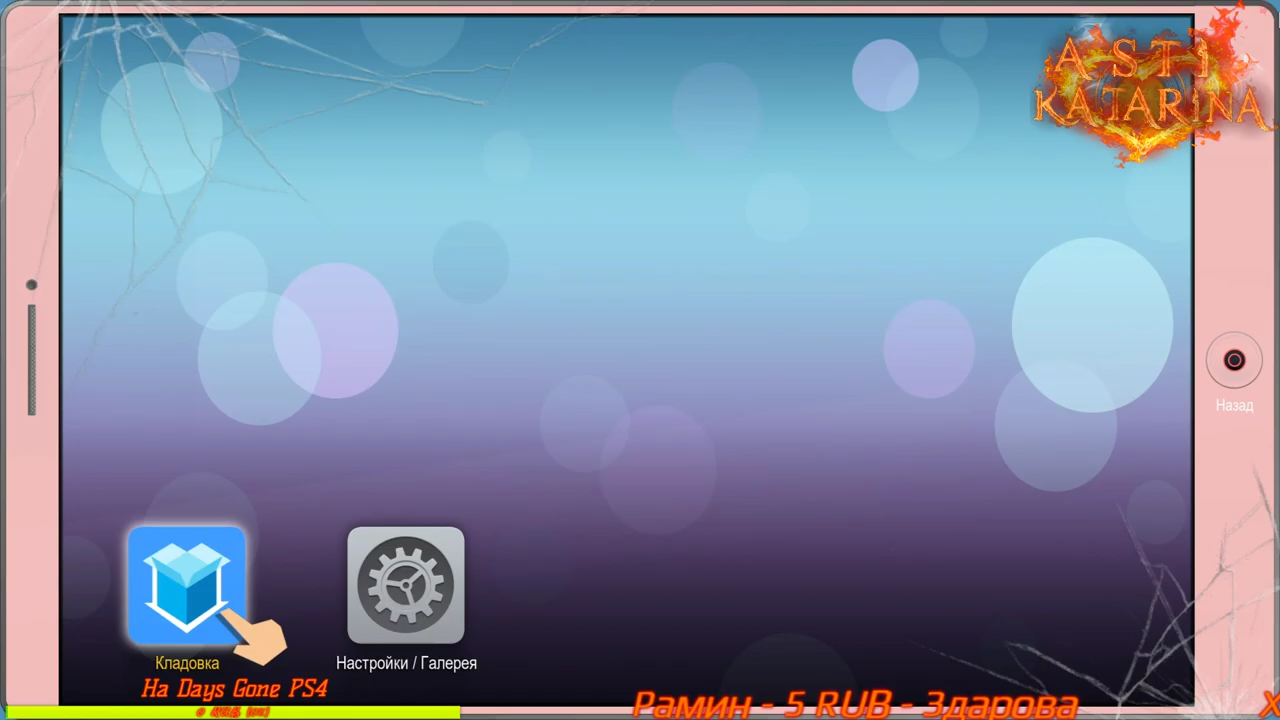 ASTI
KATARINA
Назад
Кладовка
Настройки / Галерея
На Days Gone PS4
Рамин - 5 RUB - Здарова